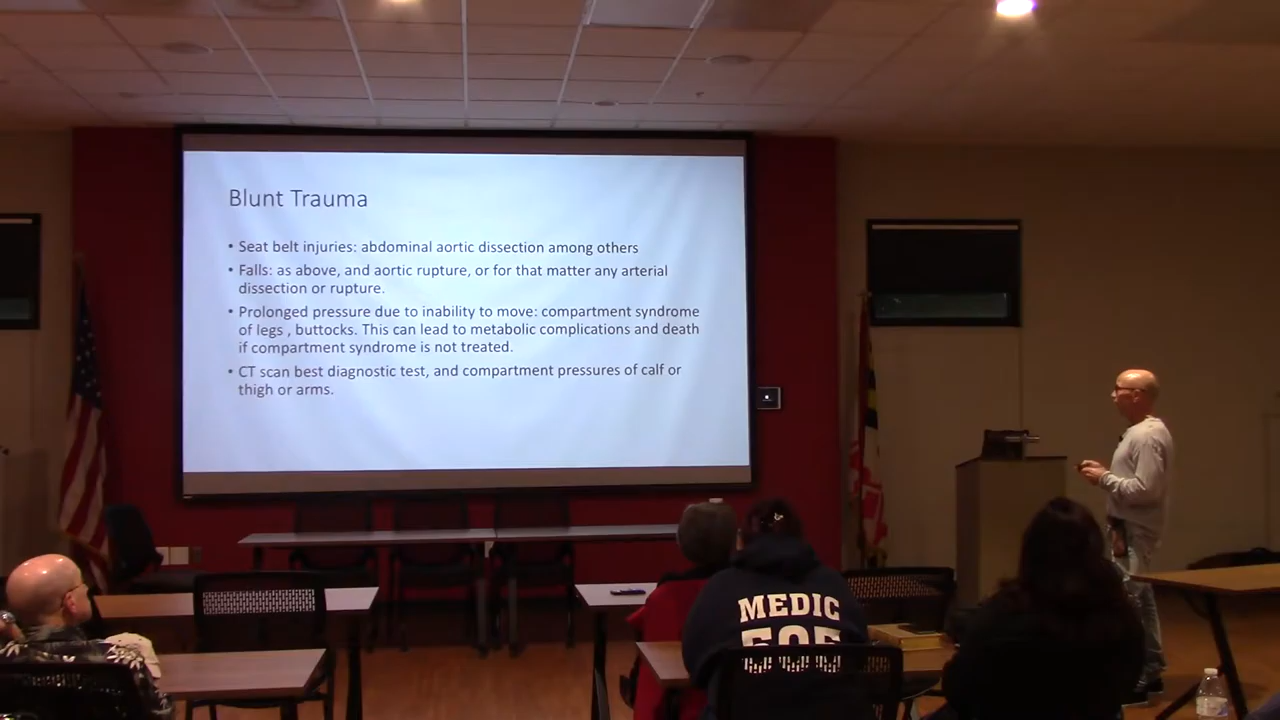 Blunt Trauma
• Seat belt injuries: abdominal aortic dissection among others
• Falls: as above, and aortic rupture, or for that matter any arterial
dissection or rupture.
• Prolonged pressure due to inability to move: compartment syndrome
of legs , buttocks. This can lead to metabolic complications and death
if compartment syndrome is not treated.
• CT scan best diagnostic test, and compartment pressures of calf or
thigh or arms.
MEDIC